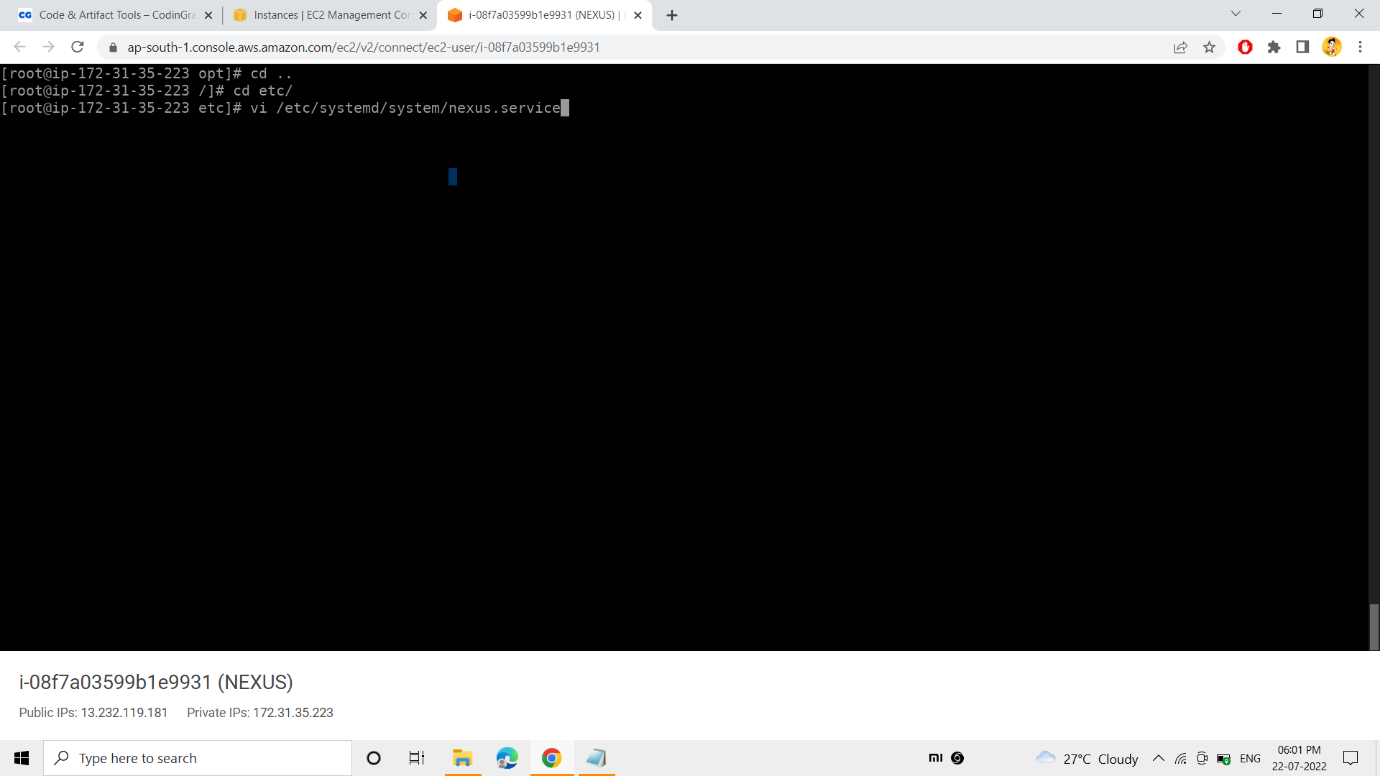 Code & Artifact Tools – CodinGra
Instances | EC2 Management Con
i-08f7a03599b1e9931 (NEXUS) |
ap-south-1.console.aws.amazon.com/ec2/v2/connect/ec2-user/i-08f7a03599b1e9931
[root@ip-172-31-35-223 opt]# cd ..
[root@ip-172-31-35-223 /]# cd etc/
[root@ip-172-31-35-223 etc]# vi /etc/systemd/system/nexus.service
i-08f7a03599b1e9931 (NEXUS)
Public IPs: 13.232.119.181 Private IPs: 172.31.35.223
Type here to search
27°C Cloudy
ENG
06:01 PM
22-07-2022